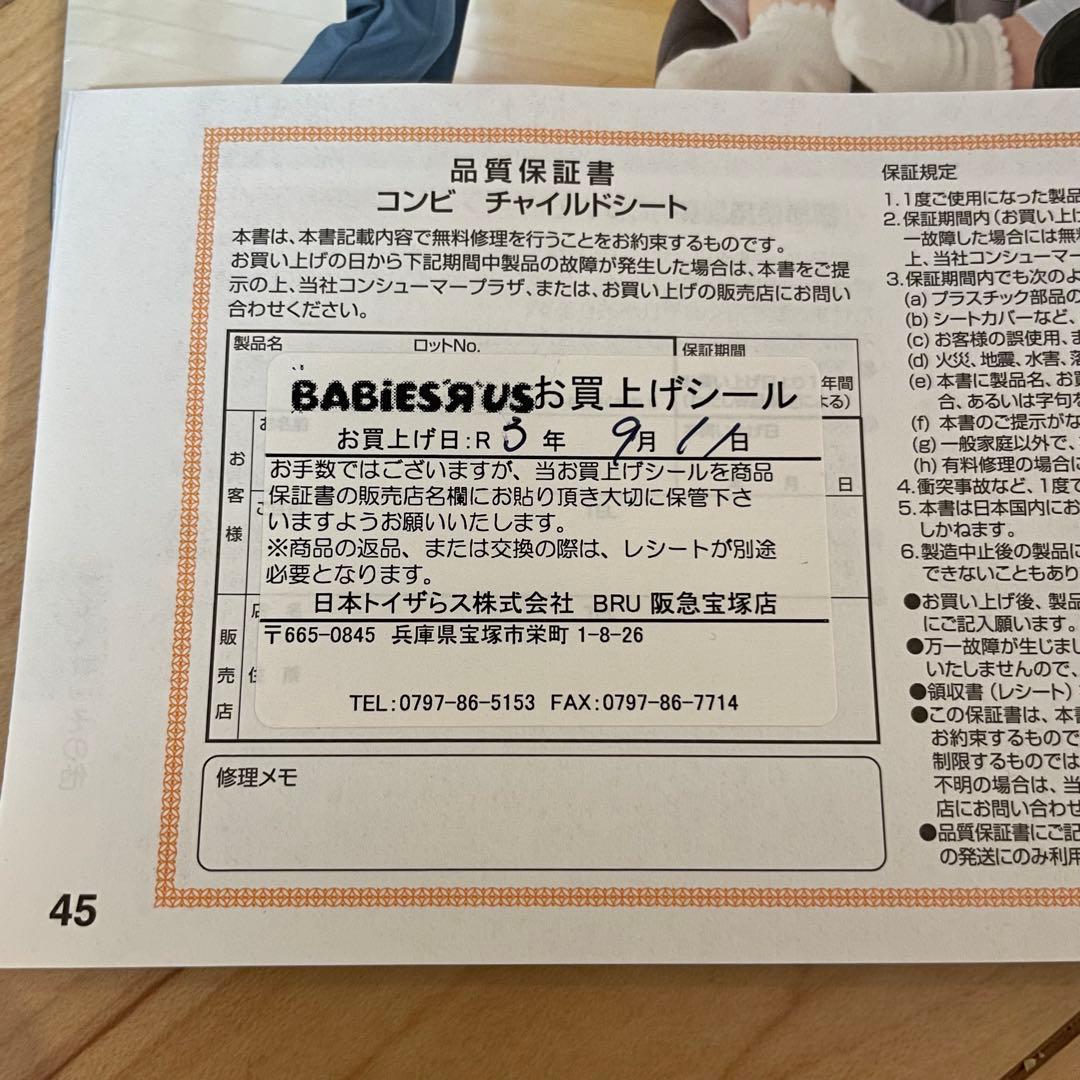 品質保証書
コンビ チャイルドシート
本書は、本書記載内容で無料修理を行うことをお約束するものです。
お買い上げの日から下記期間中製品の故障が発生した場合は、本書をご提
示の上、当社コンシューマープラザ、または、お買い上げの販売店にお問い
合わせください。
製品名 ロットNo. 保証期間
年間
よる)
お客様
日
販売店
BABIESЯUSお買上げシール
お買上げ日:R 3 年 9月 11日
お手数ではございますが、当お買上げシールを商品
保証書の販売店名欄にお貼り頂き大切に保管下さ
いますようお願いいたします。
※商品の返品、または交換の際は、レシートが別途
必要となります。
日本トイザらス株式会社 BRU 阪急宝塚店
〒665-0845 兵庫県宝塚市栄町 1-8-26
TEL:0797-86-5153 FAX:0797-86-7714
修理メモ
45
保証規定
1.1度ご使用になった製品
2.保証期間内(お買い上げ
一故障した場合には無料
上、当社コンシューマー
3.保証期間内でも次のよ
(a) プラスチック部品の
(b) シートカバーなど、
(c) お客様の誤使用、ま
(d) 火災、地震、水害、落
(e) 本書に製品名、お買
合、あるいは字句を
(f) 本書のご提示がな
(g) 一般家庭以外で、
(h) 有料修理の場合に
4.衝突事故など、1度で
5.本書は日本国内にお
しかねます。
6.製造中止後の製品に
できないこともあり
●お買い上げ後、製品
にご記入願います。
●万一故障が生じまし
いたしませんので、
●領収書(レシート)
●この保証書は、本書
お約束するもので
制限するものでは
不明の場合は、当
店にお問い合わせ
●品質保証書にご記
の発送にのみ利用